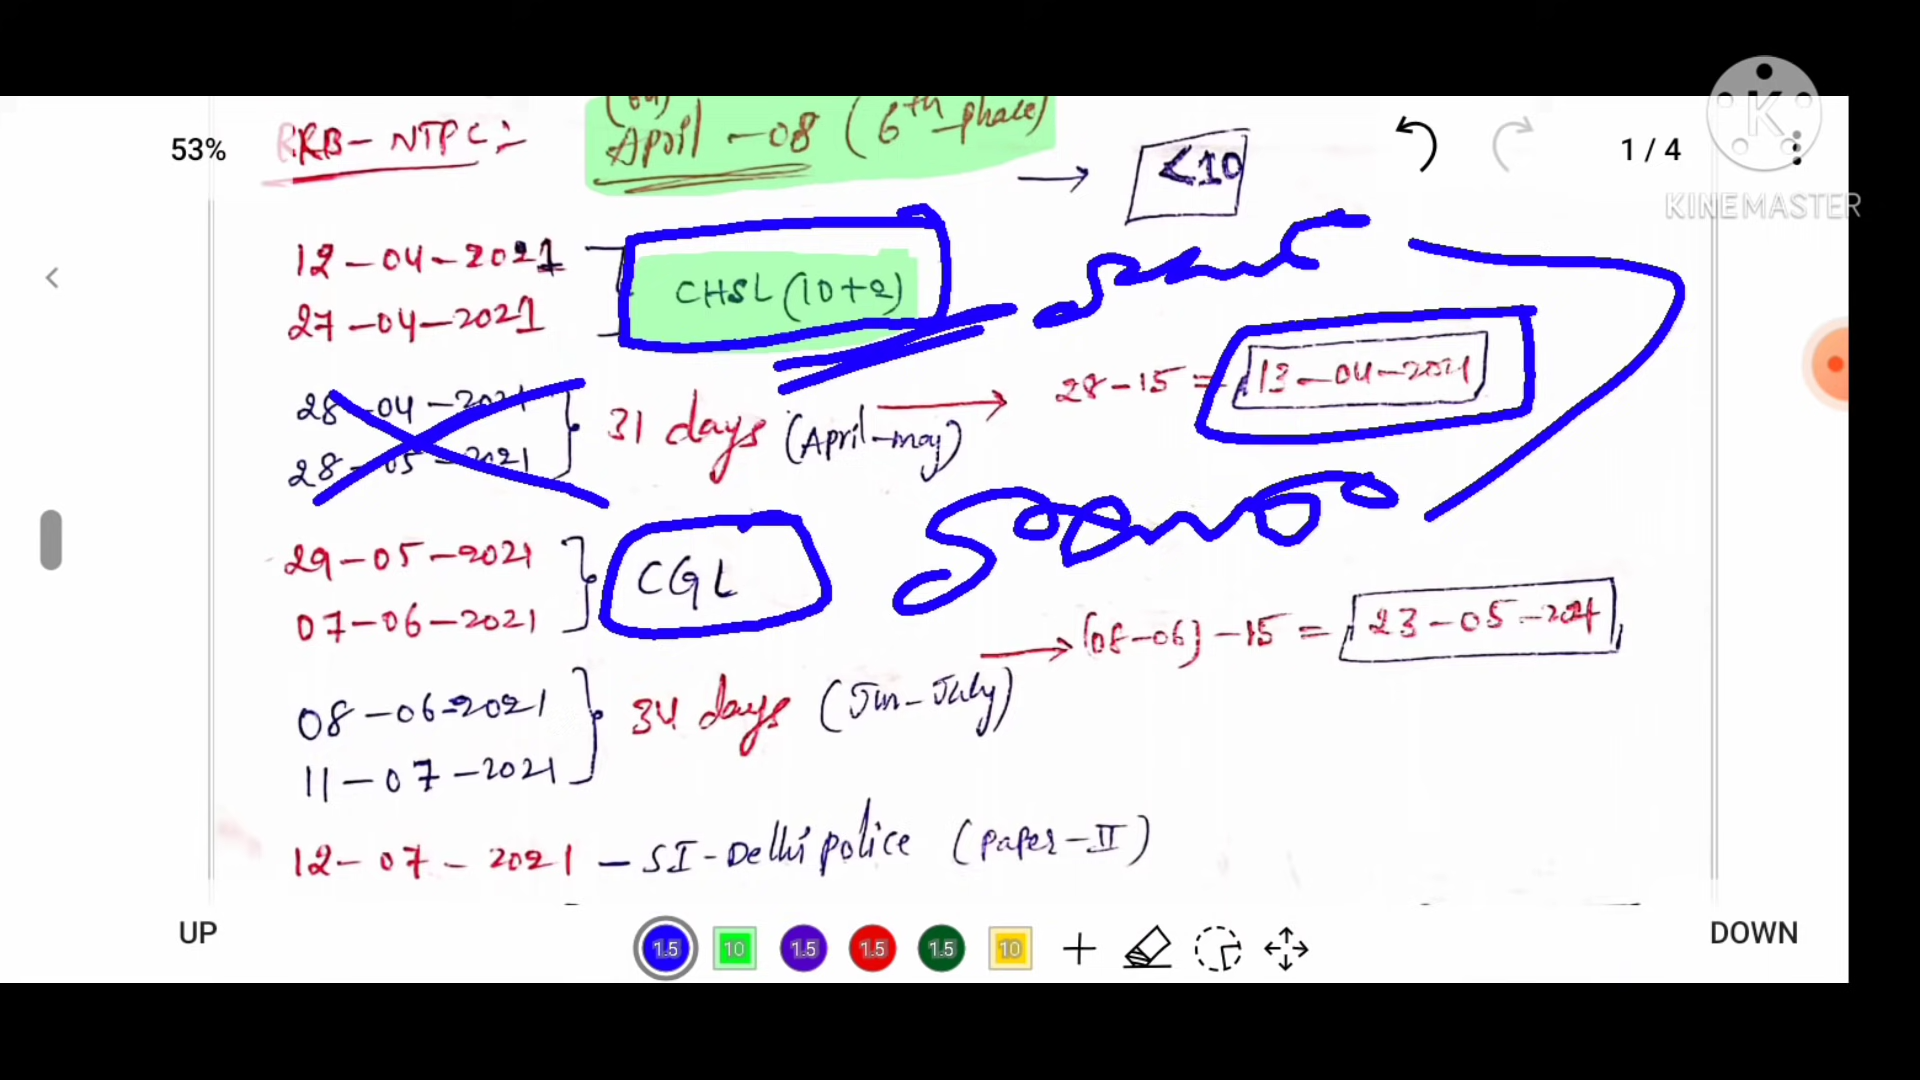 53%
RRB - NTPC :-
April - 08 (6th - phase)
1 / 4
<10
KINEMASTER
12-04-2021
CHSL (10+2)
27-04-2021
28-15 = 13-04-2021
28-04-2021
31 days (April-may)
28-05-2021
29-05-2021
CGL
07-06-2021
(08-06)-15 = 23-05-2021
08-06-2021
34 days (Jun-July)
11-07-2021
12-07-2021 - SI-Delhi police (paper-II)
UP
DOWN
1.5 10 1.5 1.5 1.5 10